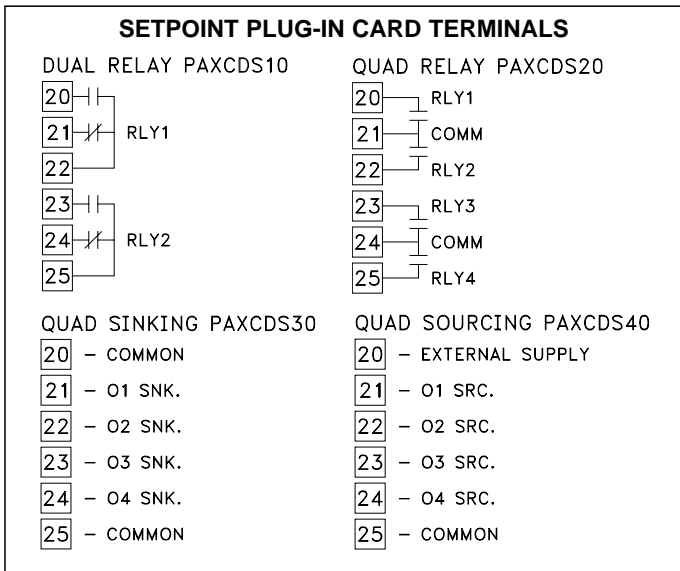 SETPOINT PLUG-IN CARD TERMINALS
DUAL RELAY PAXCDS10
20
21 RLY1
22
23
24 RLY2
25
QUAD RELAY PAXCDS20
20 RLY1
21 COMM
22 RLY2
23 RLY3
24 COMM
25 RLY4
QUAD SINKING PAXCDS30
20 - COMMON
21 - O1 SNK.
22 - O2 SNK.
23 - O3 SNK.
24 - O4 SNK.
25 - COMMON
QUAD SOURCING PAXCDS40
20 - EXTERNAL SUPPLY
21 - O1 SRC.
22 - O2 SRC.
23 - O3 SRC.
24 - O4 SRC.
25 - COMMON